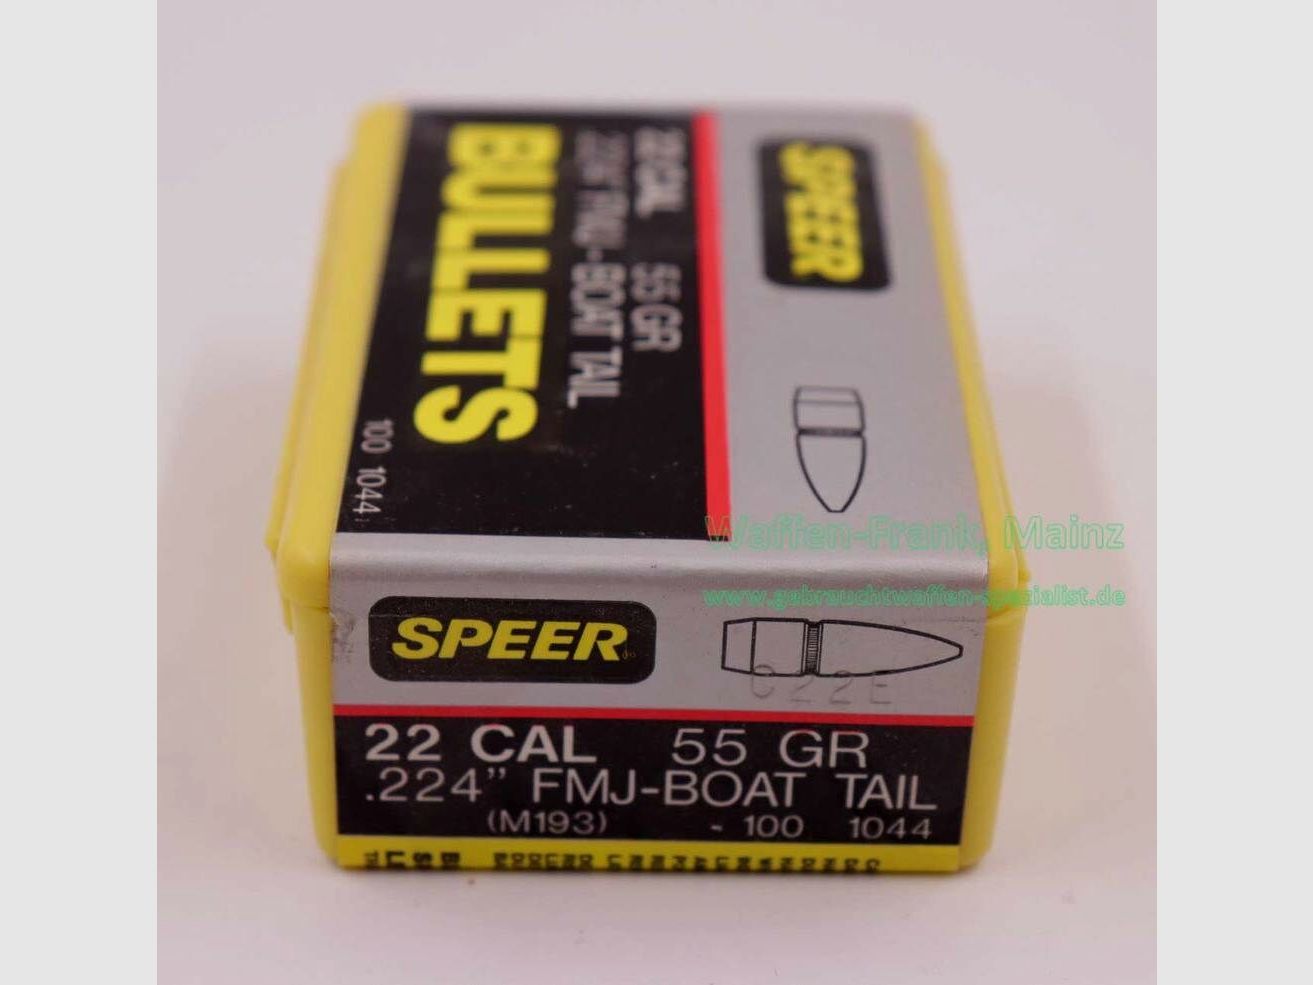 SPEER
22 CAL 55 GR
.224" FMJ-BOAT TAIL
BULLETS
100 1044
Waffen-Frank, Mainz
www.gebrauchtwaffen-spezialist.de
SPEER
022E
22 CAL 55 GR
.224” FMJ-BOAT TAIL
(M193) - 100 1044